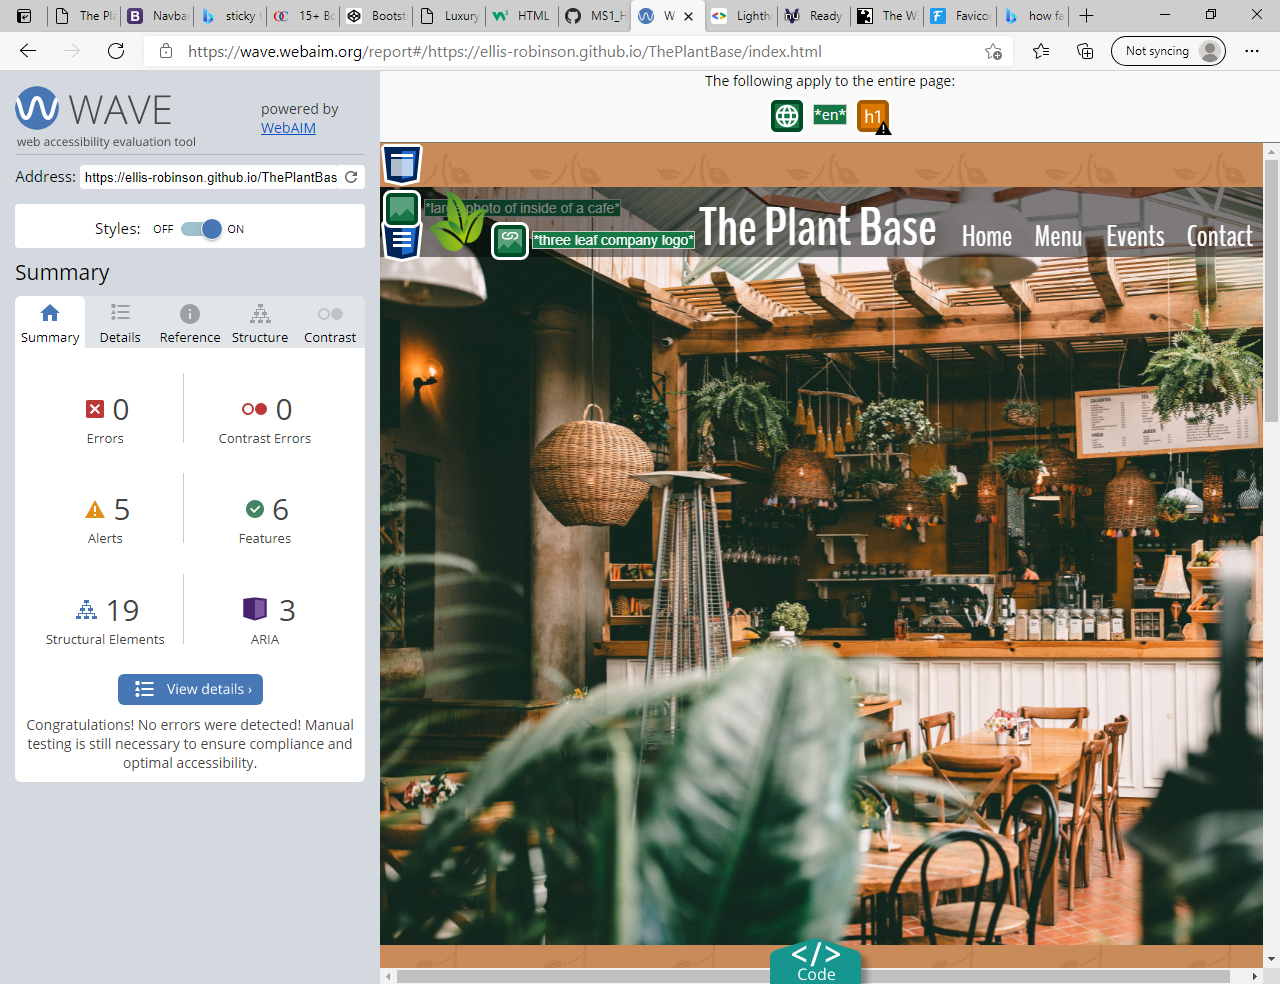 The Pla
Navba
sticky
15+ Bo
Bootst
Luxury
HTML
MS1_H
W
Lighth
Ready
The W
Favico
how fa
https://wave.webaim.org/report#/https://ellis-robinson.github.io/ThePlantBase/index.html
Not syncing
WAVE
web accessibility evaluation tool
powered by
WebAIM
Address: https://ellis-robinson.github.io/ThePlantBas
Styles: OFF ON
Summary
Summary Details Reference Structure Contrast
0 0
Errors Contrast Errors
5 6
Alerts Features
19 3
Structural Elements ARIA
View details ›
Congratulations! No errors were detected! Manual
testing is still necessary to ensure compliance and
optimal accessibility.
The following apply to the entire page:
*en* h1
*large photo of inside of a cafe*
*three leaf company logo*
The Plant Base
Home Menu Events Contact
</>
Code